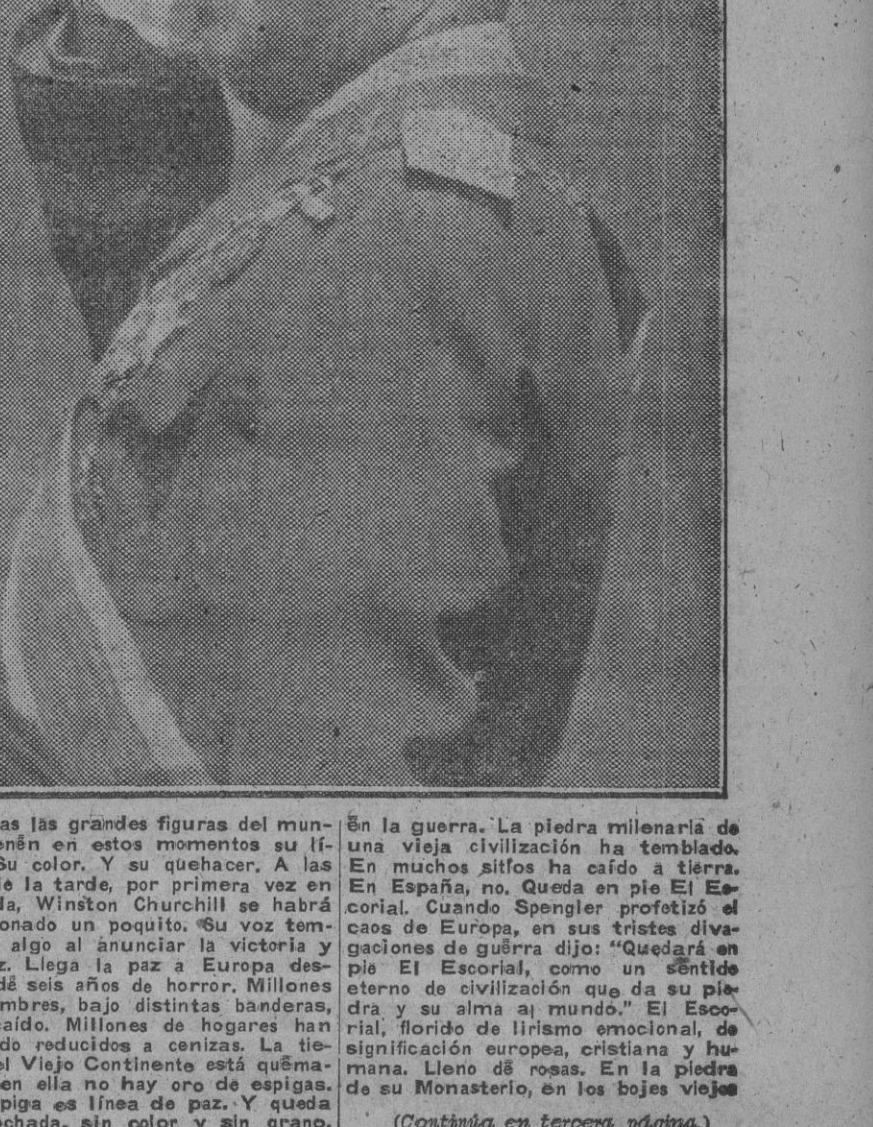 as las grandes figuras del mun-
enen en estos momentos su lí-
Su color. Y su quehacer. A las
de la tarde, por primera vez en
da, Winston Churchill se habrá
onado un poquito. Su voz tem-
algo al anunciar la victoria y
z. Llega la paz a Europa des-
dé seis años de horror. Millones
mbres, bajo distintas banderas,
caído. Millones de hogares han
do reducidos a cenizas. La tie-
el Viejo Continente está quema-
en ella no hay oro de espigas.
piga es línea de paz. Y queda
chada, sin color y sin grano.
en la guerra. La piedra milenaria de
una vieja civilización ha temblado.
En muchos sitios ha caído a tierra.
En España, no. Queda en pie El Es-
corial. Cuando Spengler profetizó el
caos de Europa, en sus tristes diva-
gaciones de guerra dijo: "Quedará en
pie El Escorial, como un sentido
eterno de civilización que da su pie-
dra y su alma al mundo." El Esco-
rial, florido de lirismo emocional, de
significación europea, cristiana y hu-
mana. Lleno de rosas. En la piedra
de su Monasterio, en los bojes viejos
(Continúa en tercera página.)